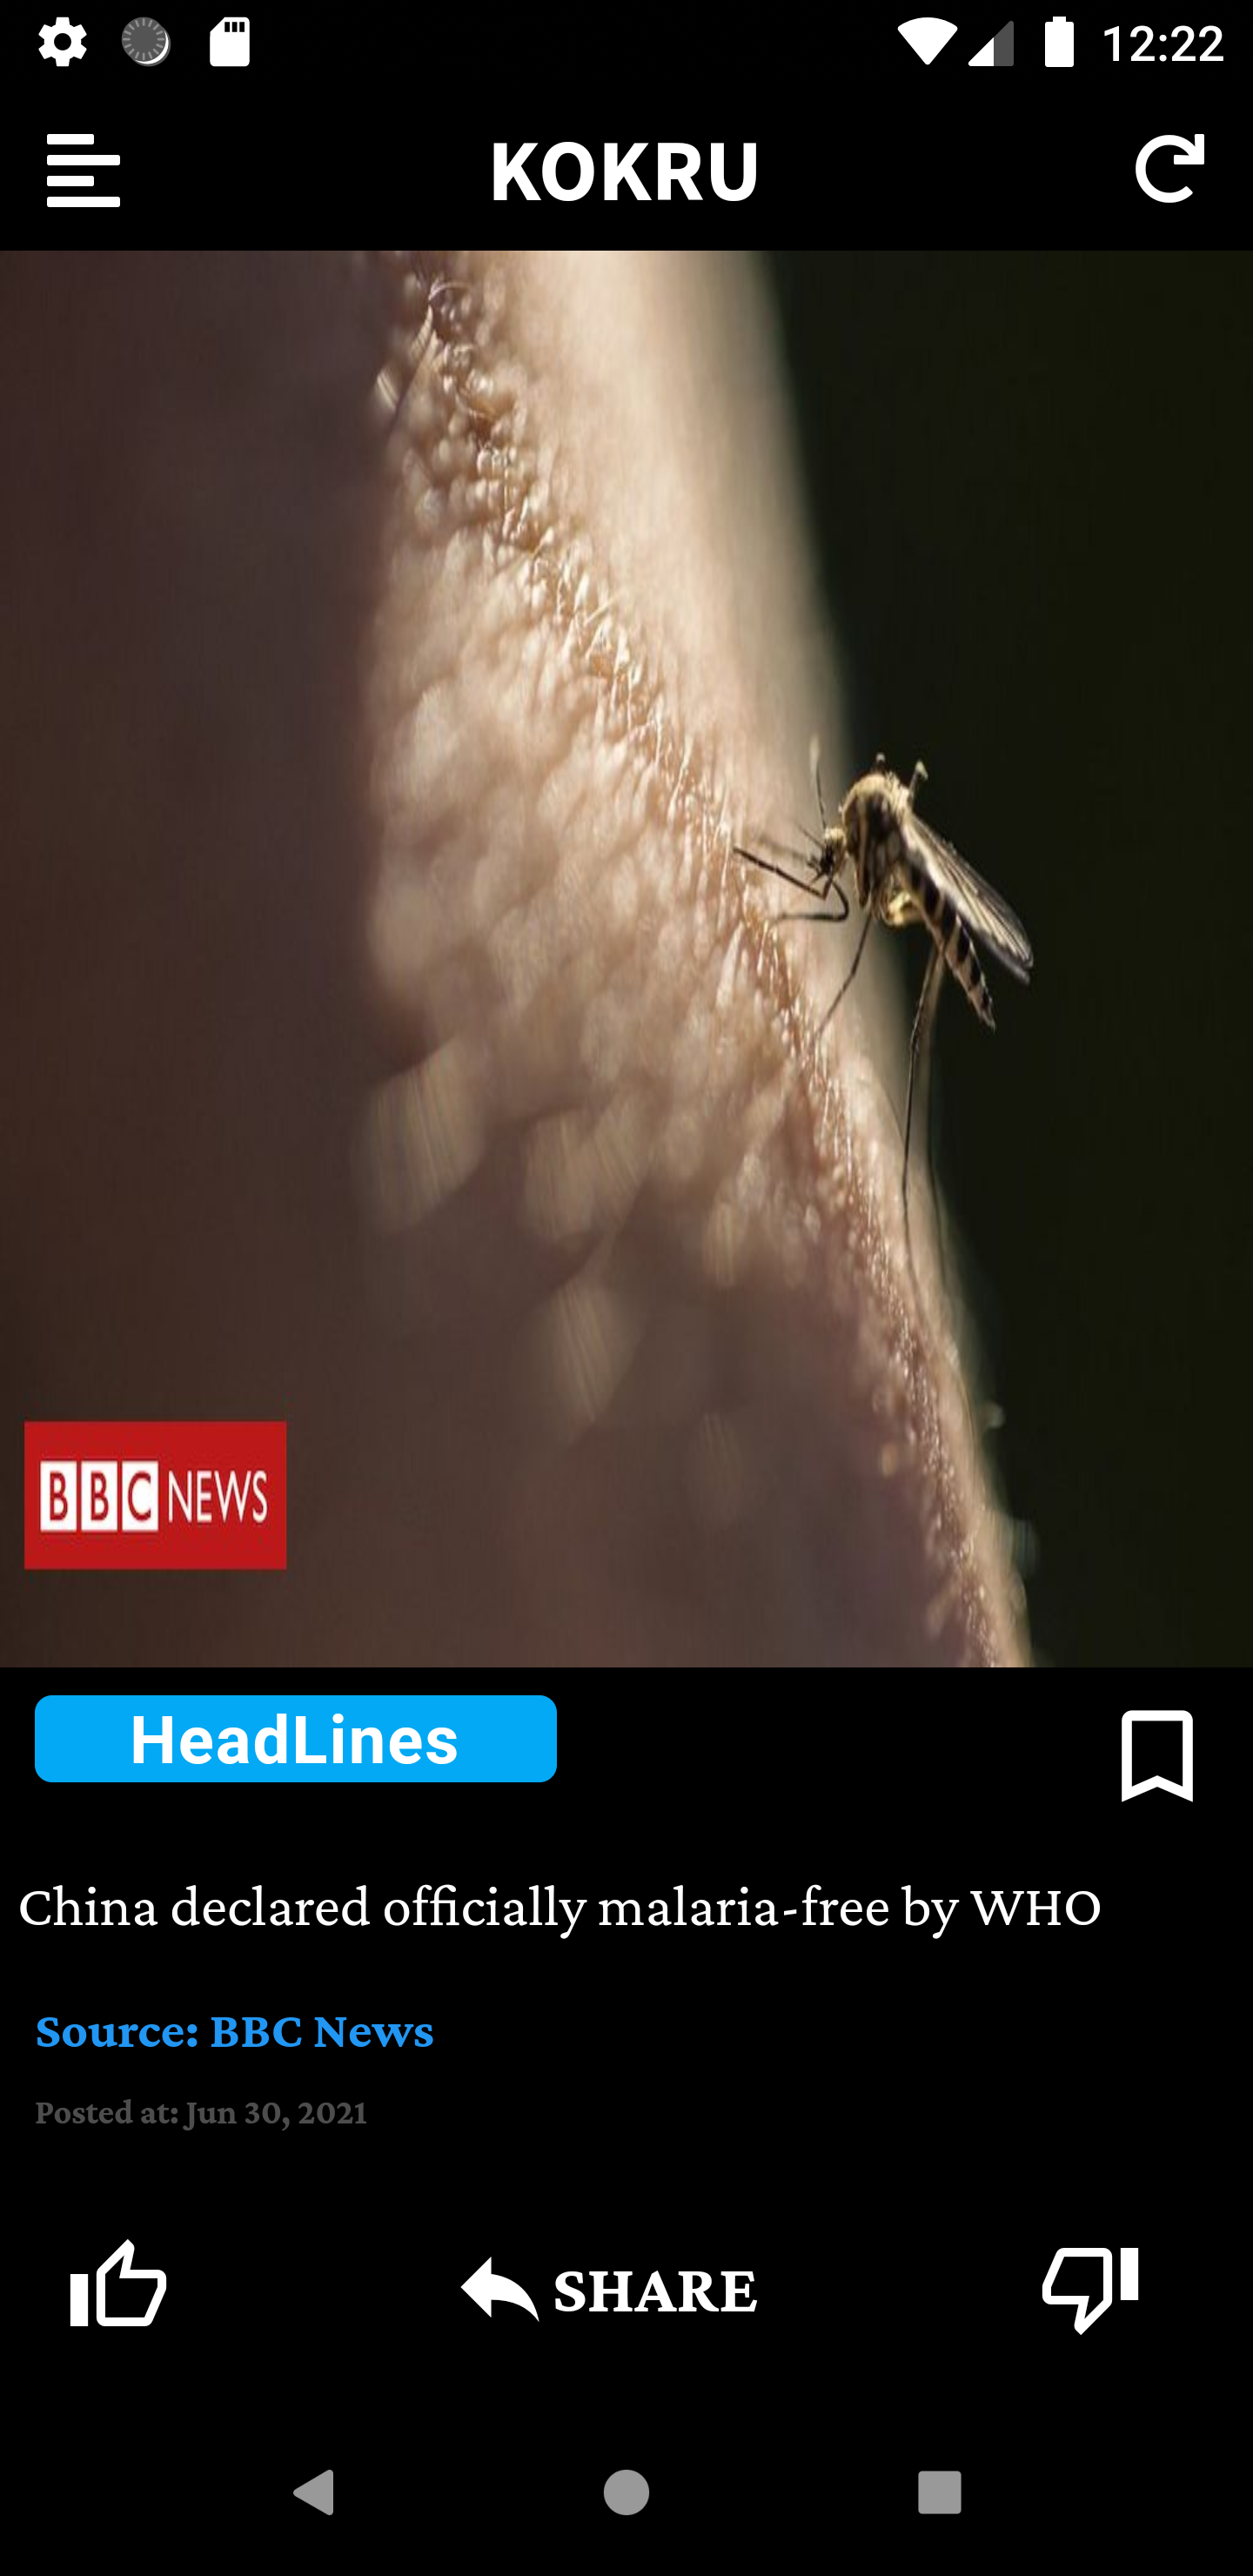 12:22
KOKRU
BBC NEWS
HeadLines
China declared officially malaria-free by WHO
Source: BBC News
Posted at: Jun 30, 2021
SHARE